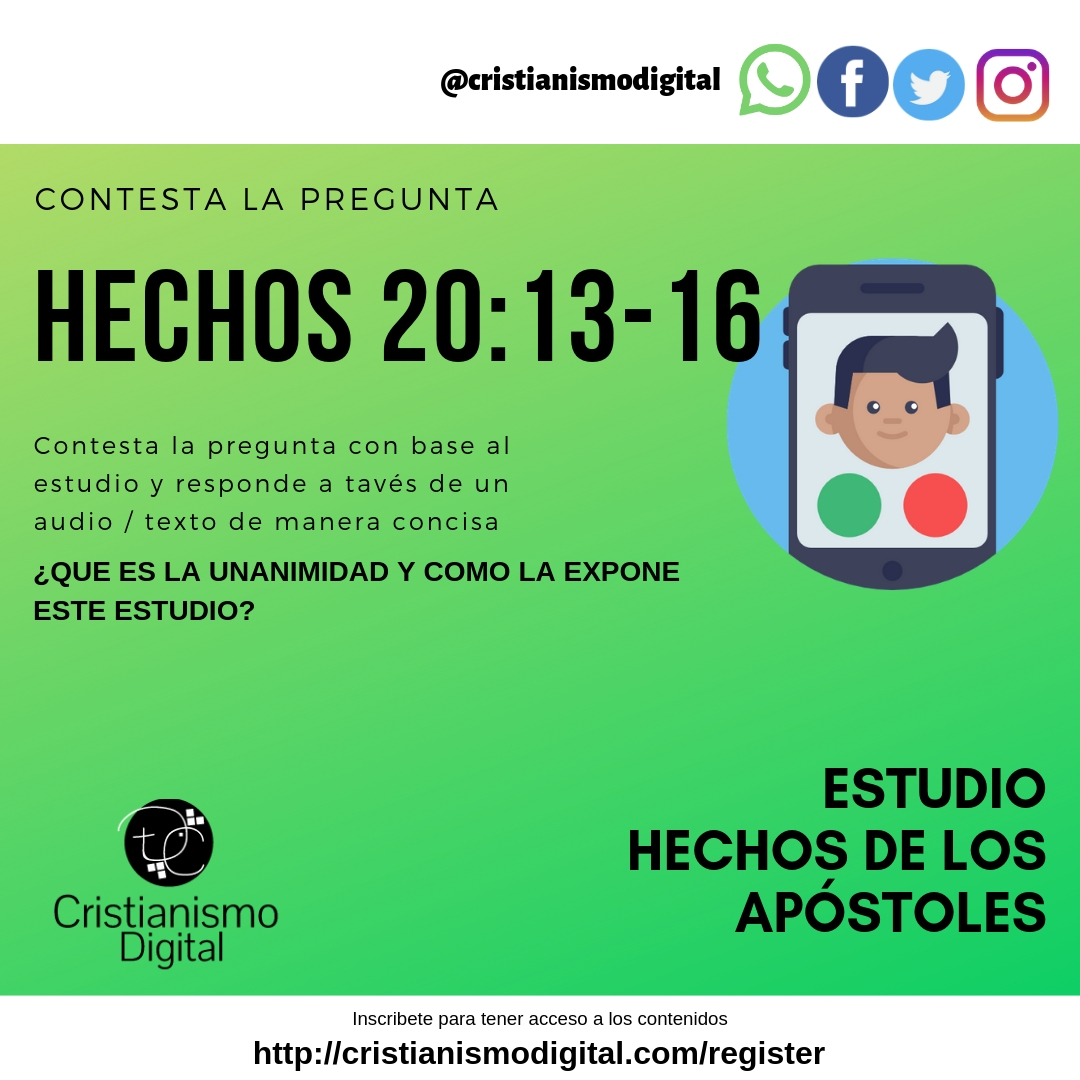 @cristianismodigital
CONTESTA LA PREGUNTA
HECHOS 20:13-16
Contesta la pregunta con base al
estudio y responde a tavés de un
audio / texto de manera concisa
¿QUE ES LA UNANIMIDAD Y COMO LA EXPONE
ESTE ESTUDIO?
ESTUDIO
HECHOS DE LOS
APÓSTOLES
Cristianismo
Digital
Inscribete para tener acceso a los contenidos
http://cristianismodigital.com/register